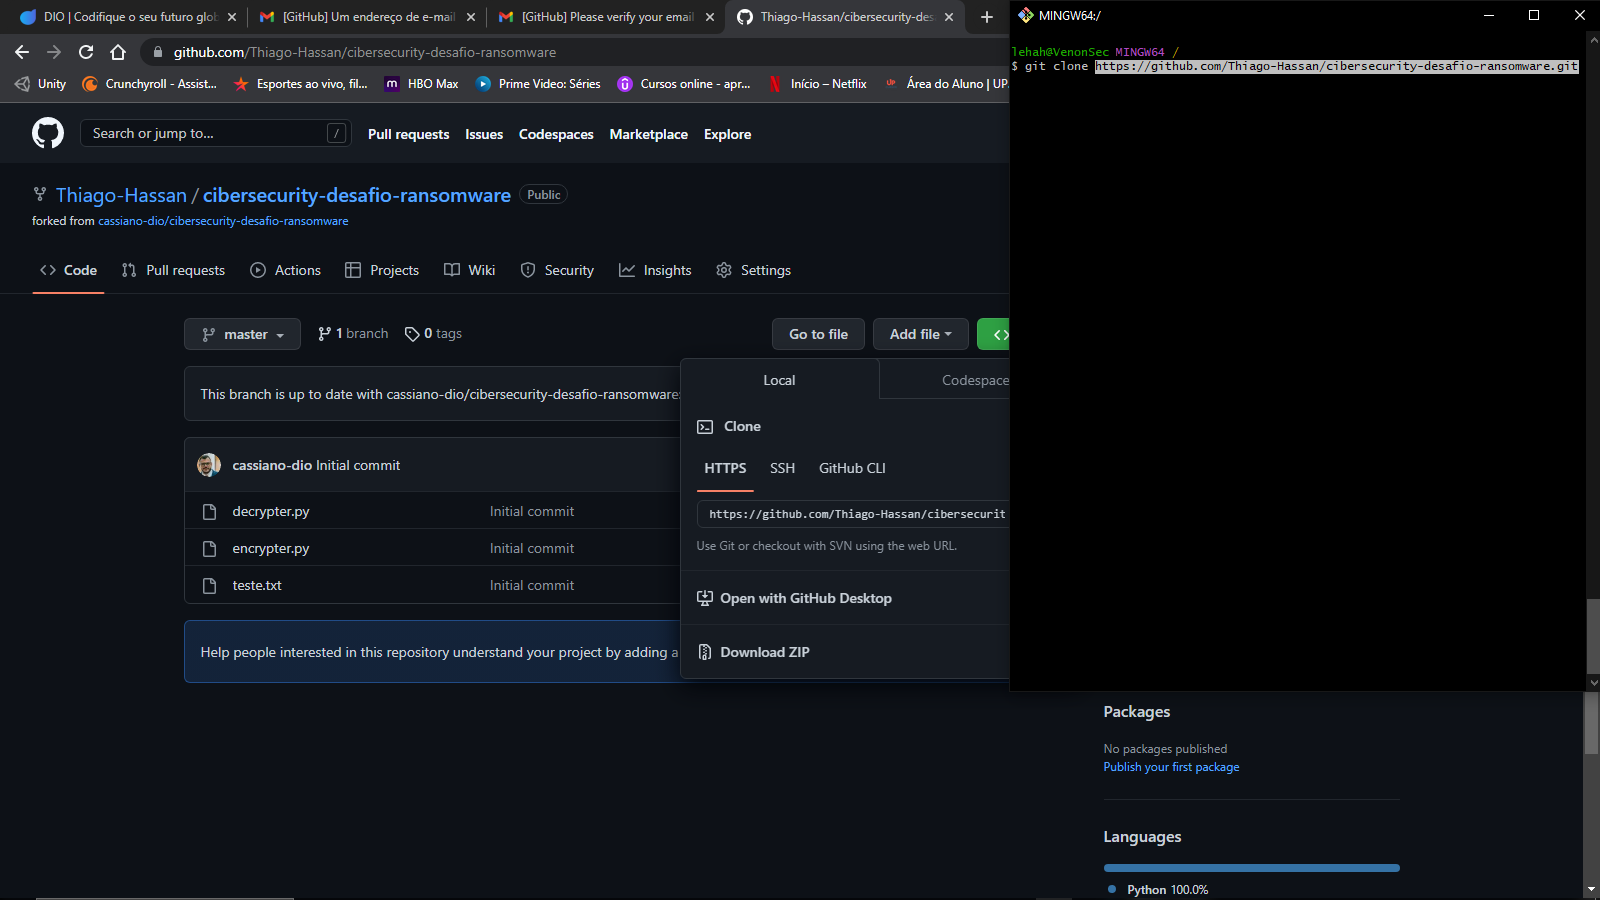 DIO | Codifique o seu futuro glob
[GitHub] Um endereço de e-mail
[GitHub] Please verify your email
Thiago-Hassan/cibersecurity-desa
MINGW64:/
github.com/Thiago-Hassan/cibersecurity-desafio-ransomware
Unity
Crunchyroll - Assist...
Esportes ao vivo, fil...
HBO Max
Prime Video: Séries
Cursos online - apr...
Início – Netflix
Área do Aluno | UP
lehah@VenonSec MINGW64 /
$ git clone https://github.com/Thiago-Hassan/cibersecurity-desafio-ransomware.git
Search or jump to... /
Pull requests
Issues
Codespaces
Marketplace
Explore
Thiago-Hassan / cibersecurity-desafio-ransomware Public
forked from cassiano-dio/cibersecurity-desafio-ransomware
Code
Pull requests
Actions
Projects
Wiki
Security
Insights
Settings
master
1 branch
0 tags
Go to file
Add file
<>
This branch is up to date with cassiano-dio/cibersecurity-desafio-ransomware:
cassiano-dio Initial commit
decrypter.py Initial commit
encrypter.py Initial commit
teste.txt Initial commit
Help people interested in this repository understand your project by adding a
Local
Codespace
Clone
HTTPS
SSH
GitHub CLI
https://github.com/Thiago-Hassan/cibersecurit
Use Git or checkout with SVN using the web URL.
Open with GitHub Desktop
Download ZIP
Packages
No packages published
Publish your first package
Languages
Python 100.0%